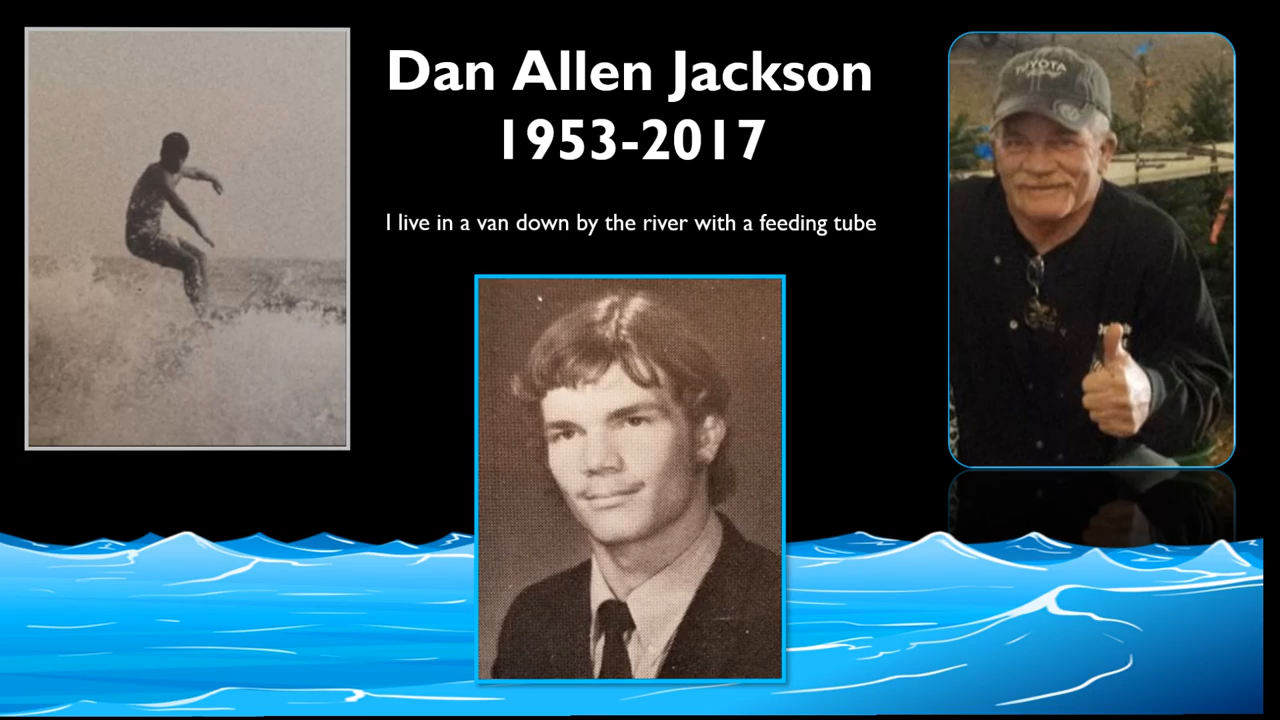 Dan Allen Jackson
1953-2017
I live in a van down by the river with a feeding tube
TOYOTA